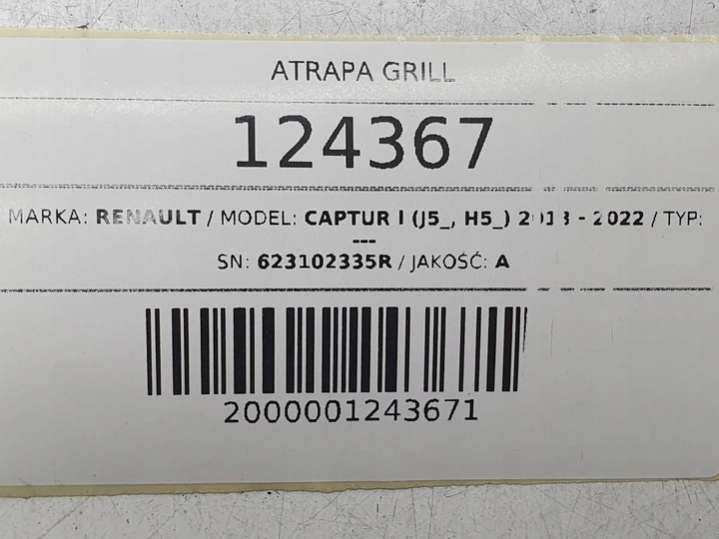 ATRAPA GRILL
124367
MARKA: RENAULT / MODEL: CAPTUR I (J5_, H5_) 2013 - 2022 / TYP:
---
SN: 623102335R / JAKOŚĆ: A
2000001243671